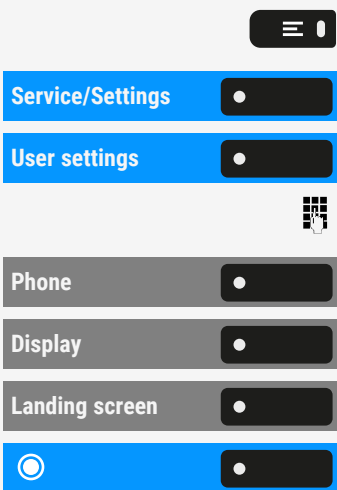 Service/Settings
User settings
Phone
Display
Landing screen